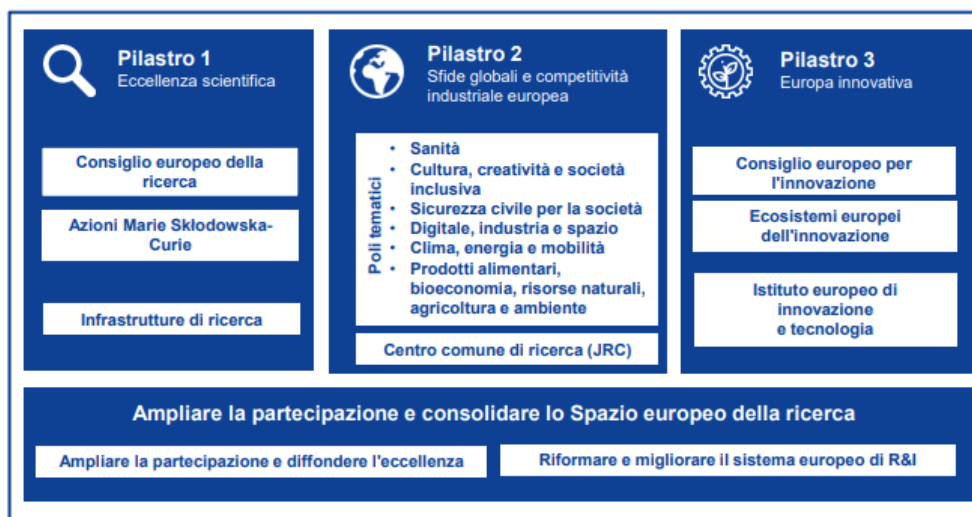 Pilastro 1
Eccellenza scientifica
Consiglio europeo della
ricerca
Azioni Marie Skłodowska-
Curie
Infrastrutture di ricerca
Pilastro 2
Sfide globali e competitività
industriale europea
Poli tematici
• Sanità
• Cultura, creatività e società
inclusiva
• Sicurezza civile per la società
• Digitale, industria e spazio
• Clima, energia e mobilità
• Prodotti alimentari,
bioeconomia, risorse naturali,
agricoltura e ambiente
Centro comune di ricerca (JRC)
Pilastro 3
Europa innovativa
Consiglio europeo per
l'innovazione
Ecosistemi europei
dell'innovazione
Istituto europeo di
innovazione
e tecnologia
Ampliare la partecipazione e consolidare lo Spazio europeo della ricerca
Ampliare la partecipazione e diffondere l'eccellenza
Riformare e migliorare il sistema europeo di R&I